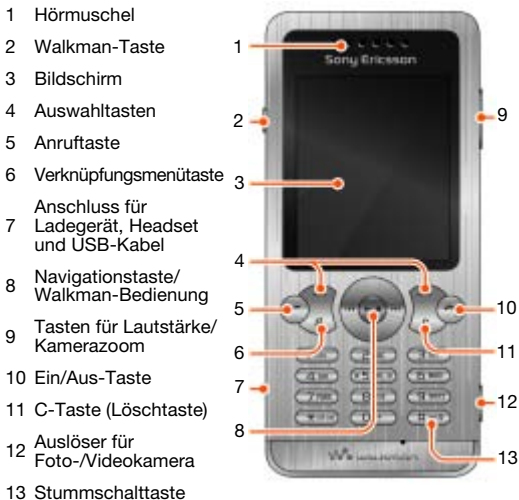 1 Hörmuschel
2 Walkman-Taste
3 Bildschirm
4 Auswahltasten
5 Anruftaste
6 Verknüpfungsmenütaste
7 Anschluss für
Ladegerät, Headset
und USB-Kabel
8 Navigationstaste/
Walkman-Bedienung
9 Tasten für Lautstärke/
Kamerazoom
10 Ein/Aus-Taste
11 C-Taste (Löschtaste)
12 Auslöser für
Foto-/Videokamera
13 Stummschalttaste
1
Sony Ericsson
2
9
3
4
5
10
6
11
7
12
8
13
WALKMAN